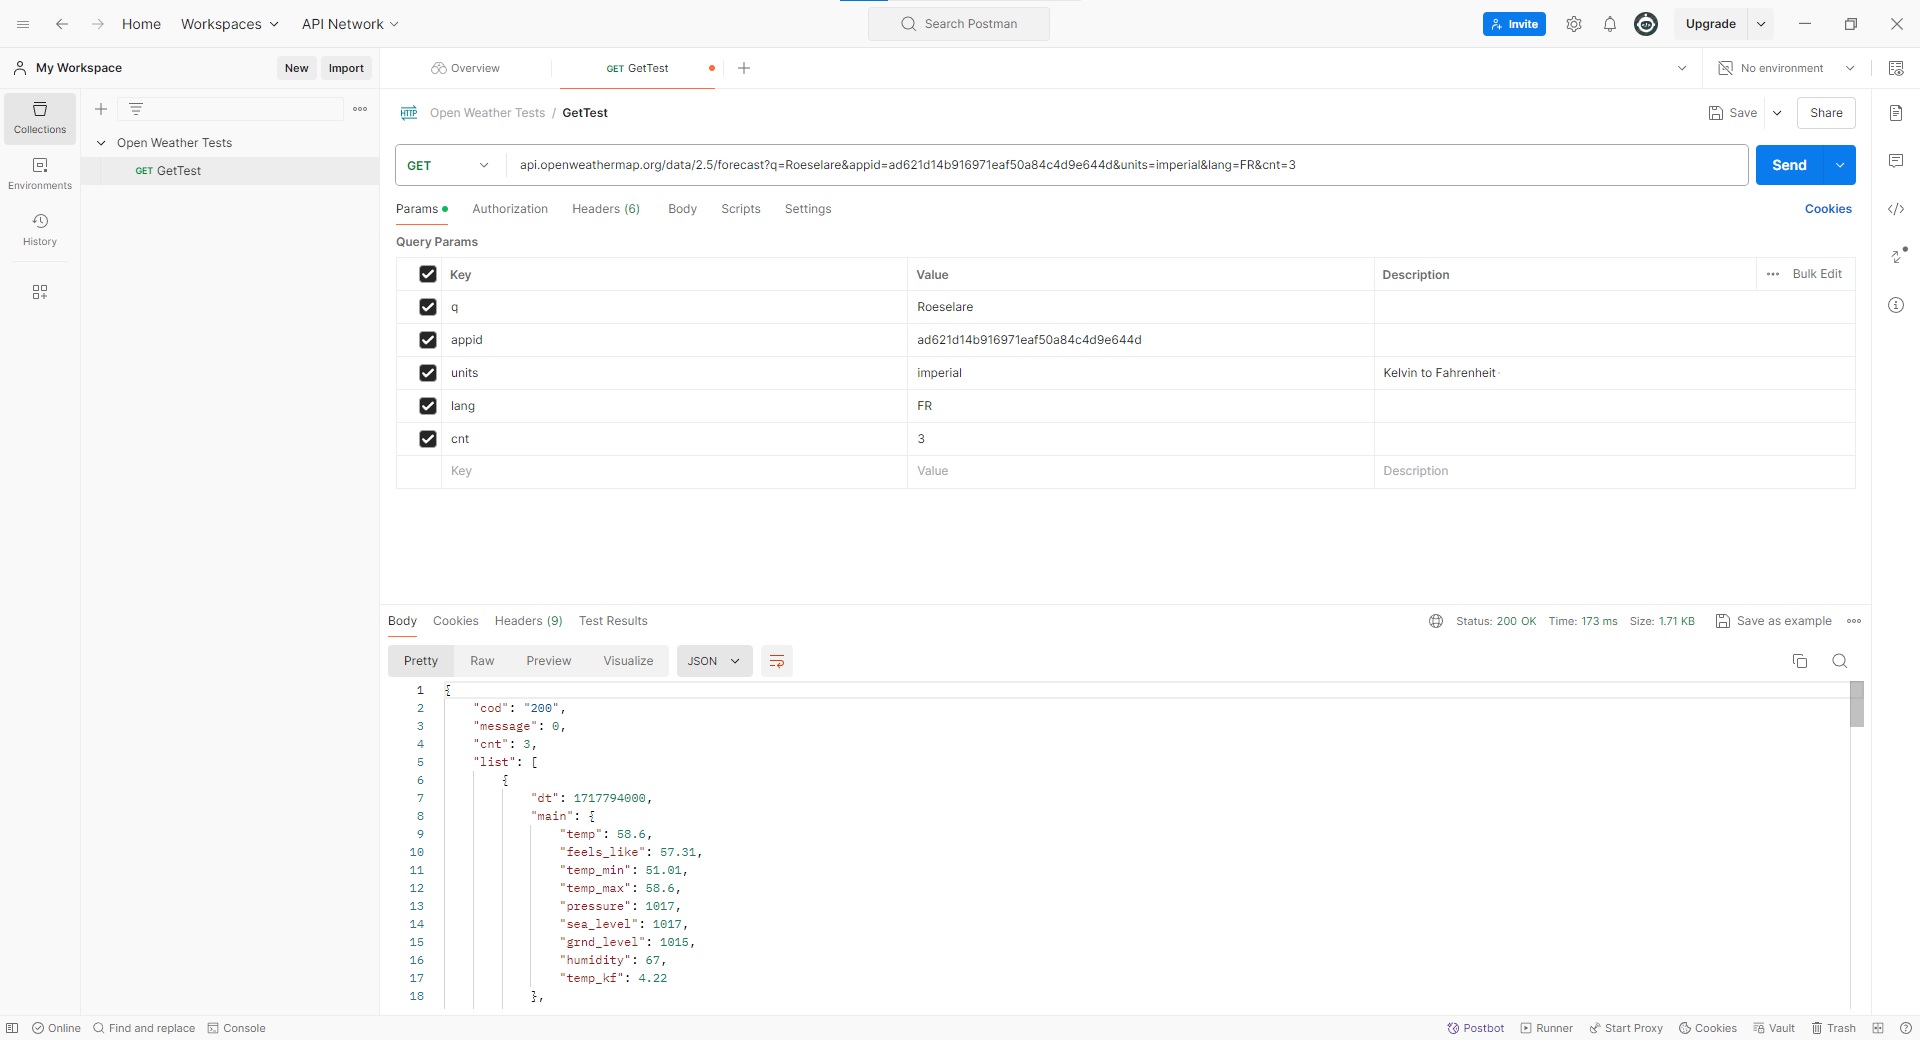 Home Workspaces API Network Search Postman Invite Upgrade
My Workspace New Import Overview GET GetTest No environment
Collections
Environments
History
Open Weather Tests
GET GetTest
HTTP Open Weather Tests / GetTest Save Share
GET api.openweathermap.org/data/2.5/forecast?q=Roeselare&appid=ad621d14b916971eaf50a84c4d9e644d&units=imperial&lang=FR&cnt=3 Send
Params Authorization Headers (6) Body Scripts Settings Cookies
Query Params
Key Value Description Bulk Edit
q Roeselare
appid ad621d14b916971eaf50a84c4d9e644d
units imperial Kelvin to Fahrenheit
lang FR
cnt 3
Key Value Description
Body Cookies Headers (9) Test Results Status: 200 OK Time: 173 ms Size: 1.71 KB Save as example
Pretty Raw Preview Visualize JSON
1 {
2 "cod": "200",
3 "message": 0,
4 "cnt": 3,
5 "list": [
6 {
7 "dt": 1717794000,
8 "main": {
9 "temp": 58.6,
10 "feels_like": 57.31,
11 "temp_min": 51.01,
12 "temp_max": 58.6,
13 "pressure": 1017,
14 "sea_level": 1017,
15 "grnd_level": 1015,
16 "humidity": 67,
17 "temp_kf": 4.22
18 },
Online Find and replace Console Postbot Runner Start Proxy Cookies Vault Trash